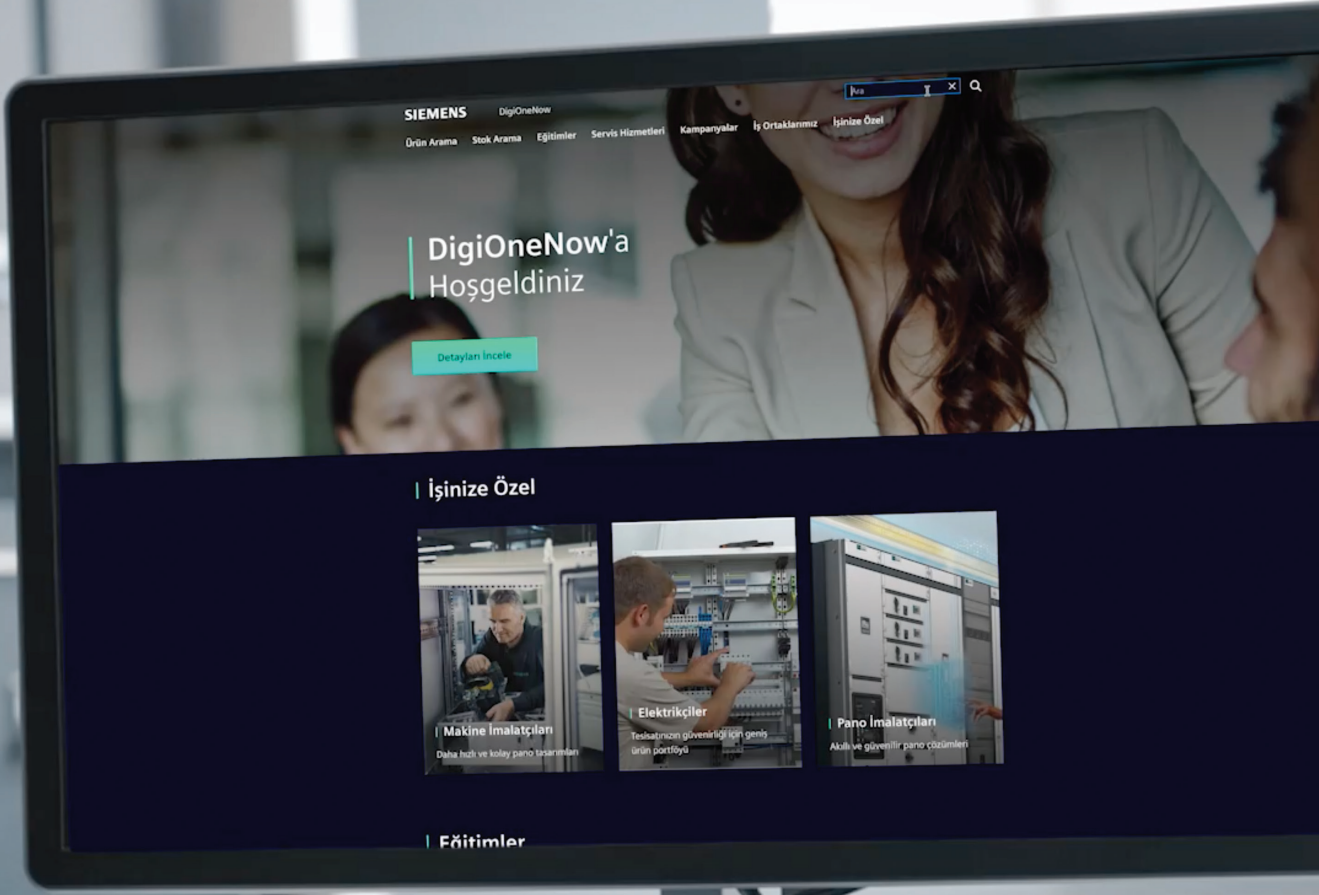 SIEMENS DigiOneNow
Ara
Ürün Arama Stok Arama Eğitimler Servis Hizmetleri Kampanyalar İş Ortaklarımız İşinize Özel
DigiOneNow'a
Hoşgeldiniz
Detayları İncele
İşinize Özel
Makine İmalatçıları
Daha hızlı ve kolay pano tasarımları
Elektrikçiler
Tesisatınızın güvenirliği için geniş
ürün portföyü
Pano İmalatçıları
Akıllı ve güvenilir pano çözümleri
Eğitimler